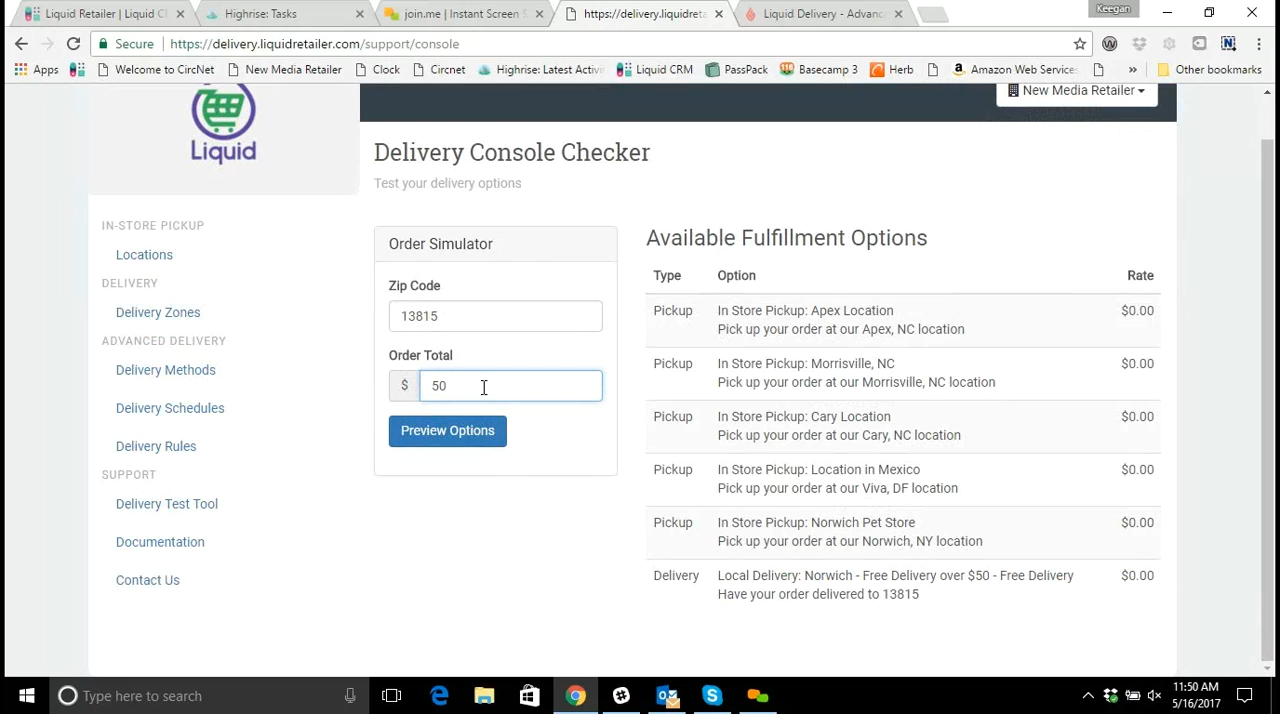 Liquid Retailer | Liquid C
Highrise: Tasks
join.me | Instant Screen S
https://delivery.liquidreta
Liquid Delivery - Advanc
Keegan
Secure
https://delivery.liquidretailer.com/support/console
Apps
Welcome to CircNet
New Media Retailer
Clock
Circnet
Highrise: Latest Activi
Liquid CRM
PassPack
Basecamp 3
Herb
Amazon Web Services
Other bookmarks
New Media Retailer
Liquid
Delivery Console Checker
Test your delivery options
IN-STORE PICKUP
Locations
DELIVERY
Delivery Zones
ADVANCED DELIVERY
Delivery Methods
Delivery Schedules
Delivery Rules
SUPPORT
Delivery Test Tool
Documentation
Contact Us
Order Simulator
Zip Code
13815
Order Total
$ 50
Preview Options
Available Fulfillment Options
Type Option Rate
Pickup In Store Pickup: Apex Location $0.00
Pick up your order at our Apex, NC location
Pickup In Store Pickup: Morrisville, NC $0.00
Pick up your order at our Morrisville, NC location
Pickup In Store Pickup: Cary Location $0.00
Pick up your order at our Cary, NC location
Pickup In Store Pickup: Location in Mexico $0.00
Pick up your order at our Viva, DF location
Pickup In Store Pickup: Norwich Pet Store $0.00
Pick up your order at our Norwich, NY location
Delivery Local Delivery: Norwich - Free Delivery over $50 - Free Delivery $0.00
Have your order delivered to 13815
Type here to search
11:50 AM
5/16/2017